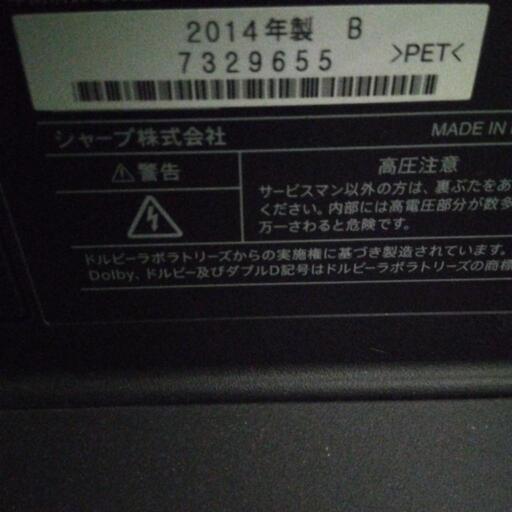 2014年製 B
7329655
>PET<
シャープ株式会社
MADE IN
警告
高圧注意
サービスマン以外の方は、裏ぶたをあ
ください。内部には高電圧部分が数多
万一さわると危険です。
ドルビーラボラトリーズからの実施権に基づき製造されています。
Dolby、ドルビー及びダブルD記号はドルビーラボラトリーズの商標